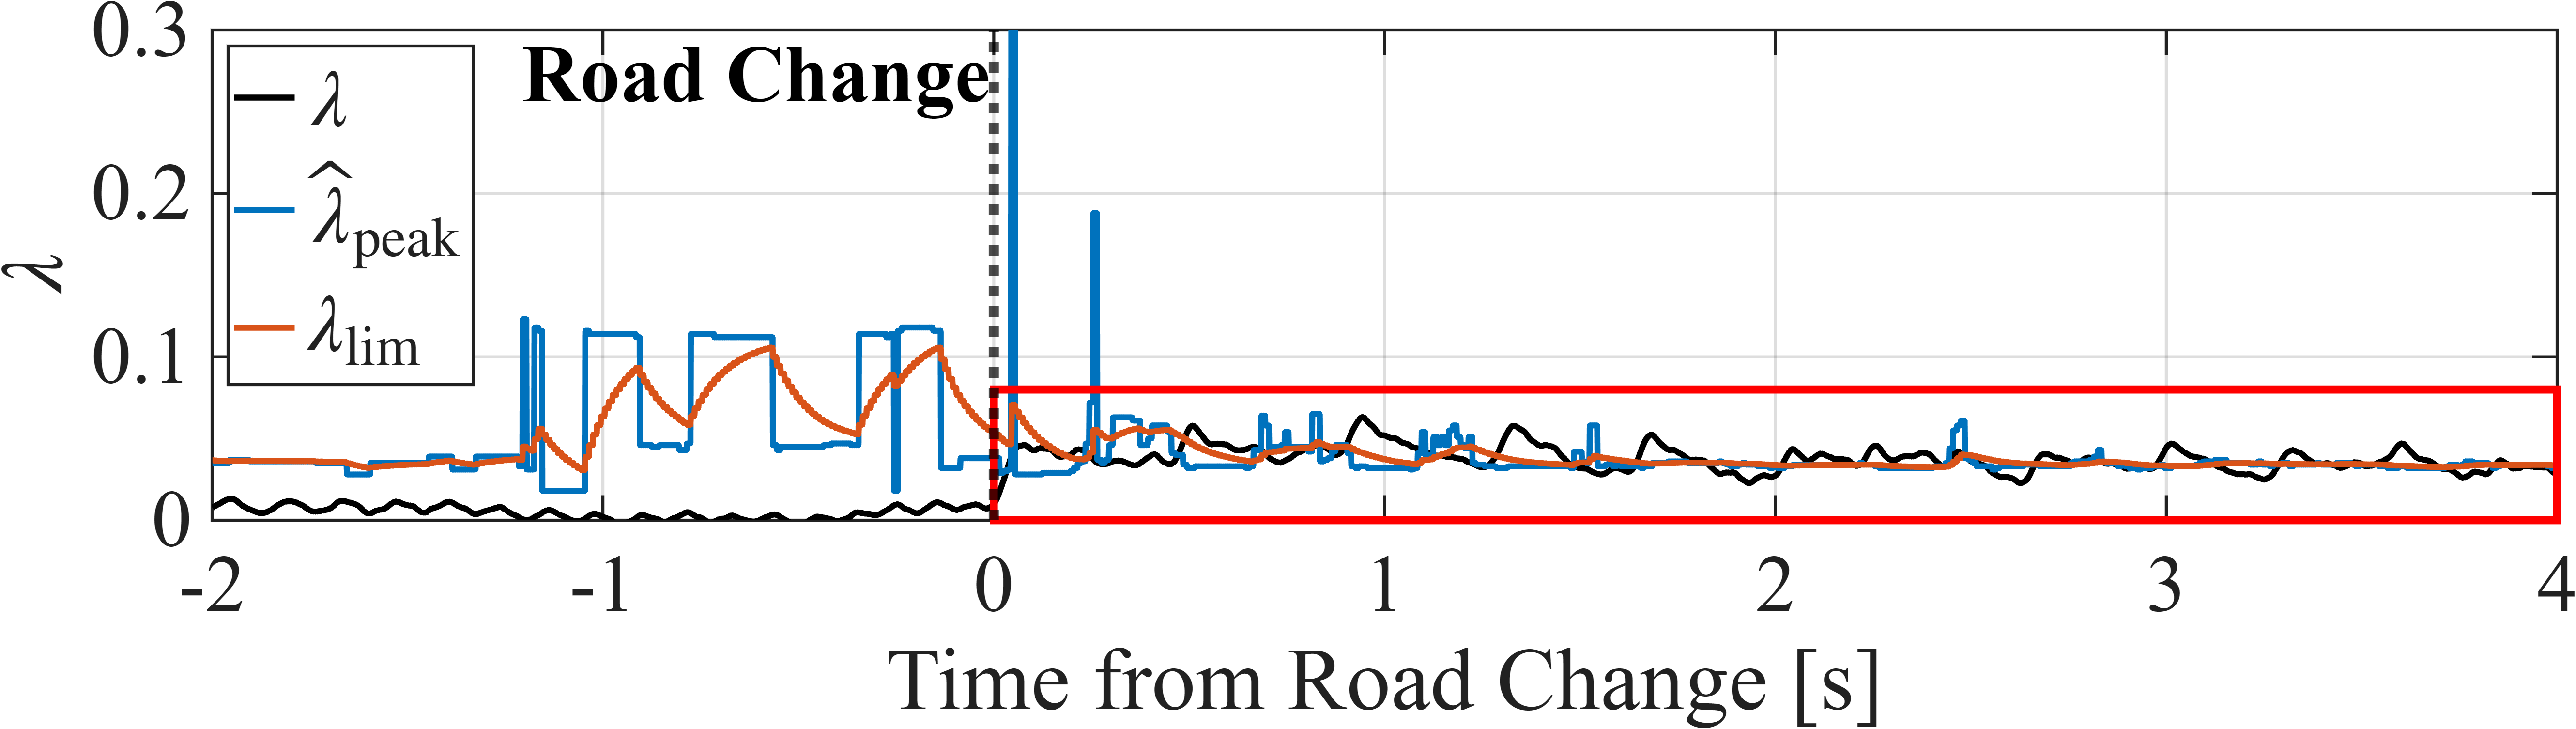 0.3
0.2
0.1
0
λ
λ
λ̂peak
λlim
Road Change
-2 -1 0 1 2 3 4
Time from Road Change [s]